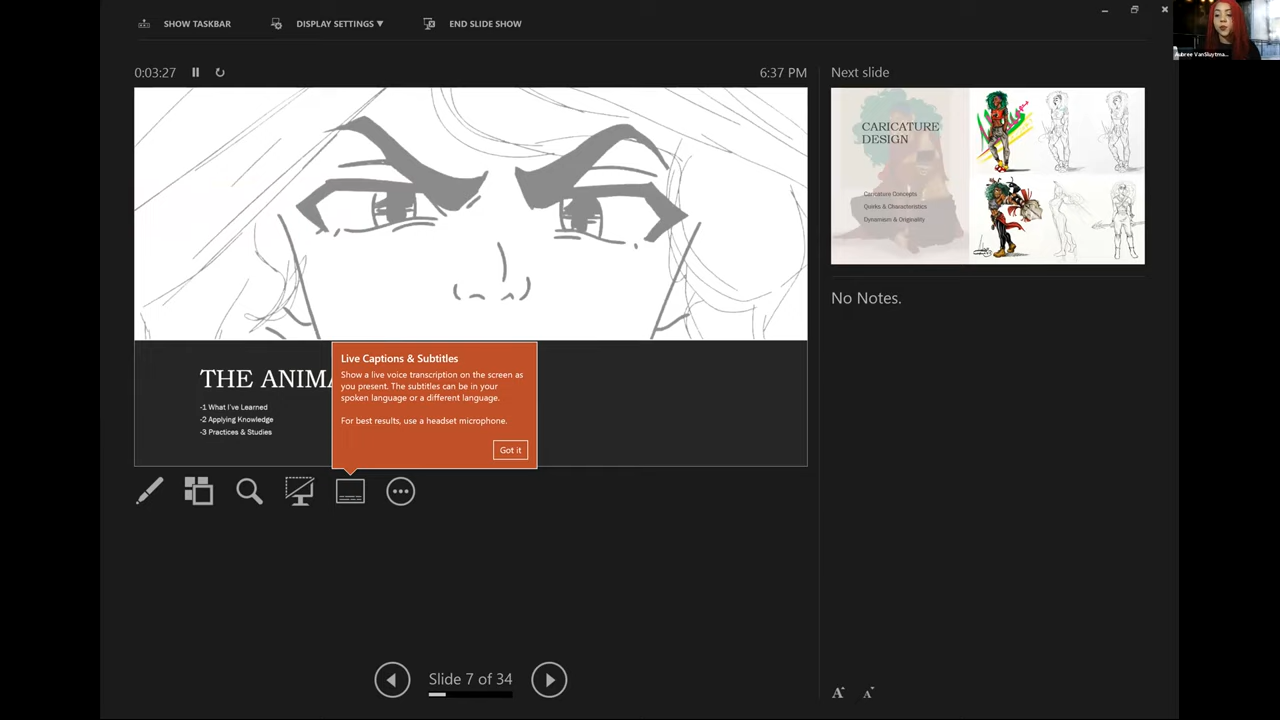 SHOW TASKBAR
DISPLAY SETTINGS ▼
END SLIDE SHOW
Aubree VanSluytma...
0:03:27
6:37 PM
Next slide
CARICATURE
DESIGN
Caricature Concepts
Quirks & Characteristics
Dynamism & Originality
No Notes.
THE ANIMA
-1 What I've Learned
-2 Applying Knowledge
-3 Practices & Studies
Live Captions & Subtitles
Show a live voice transcription on the screen as
you present. The subtitles can be in your
spoken language or a different language.
For best results, use a headset microphone.
Got it
Slide 7 of 34
A A